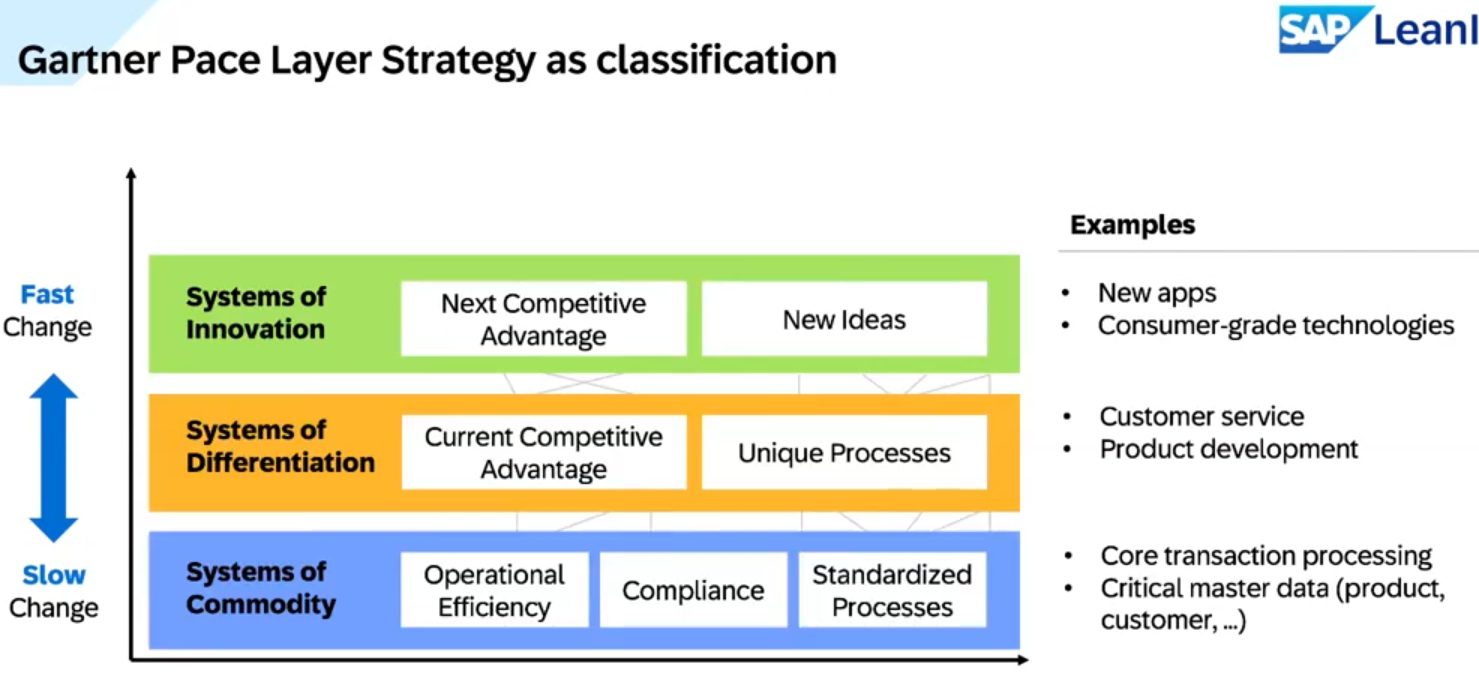 SAP LeanI
Gartner Pace Layer Strategy as classification
Examples
Fast
Change
Systems of
Innovation
Next Competitive
Advantage
New Ideas
• New apps
• Consumer-grade technologies
Systems of
Differentiation
Current Competitive
Advantage
Unique Processes
• Customer service
• Product development
Slow
Change
Systems of
Commodity
Operational
Efficiency
Compliance
Standardized
Processes
• Core transaction processing
• Critical master data (product,
customer, ...)